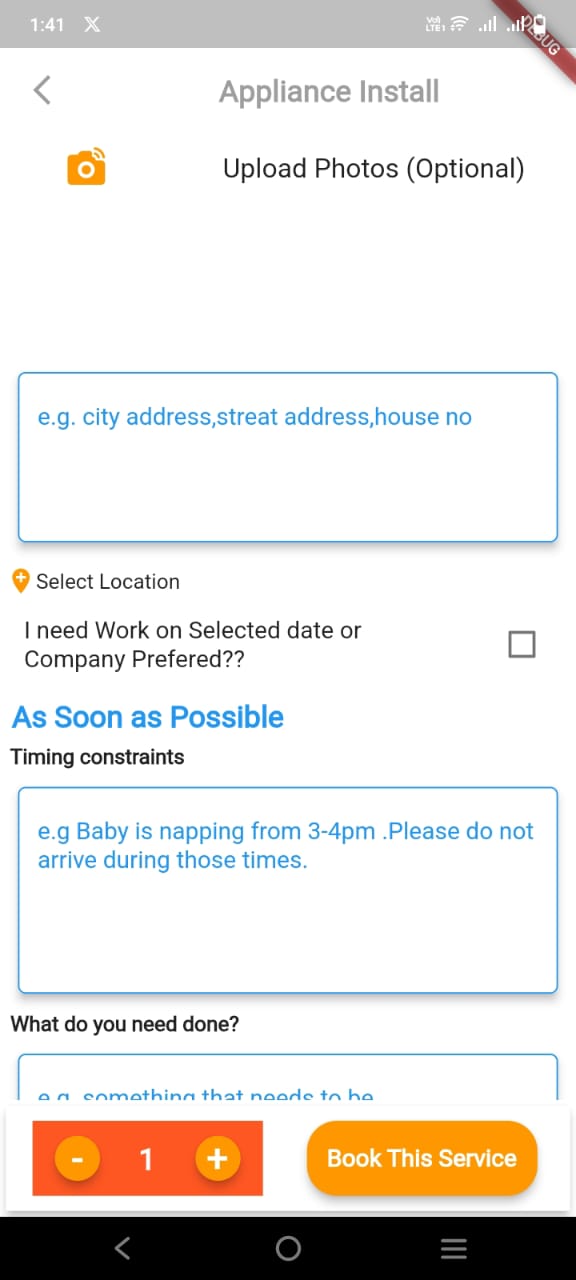 1:41
Vo)
LTE1
DEBUG
Appliance Install
Upload Photos (Optional)
e.g. city address,streat address,house no
Select Location
I need Work on Selected date or
Company Prefered??
As Soon as Possible
Timing constraints
e.g Baby is napping from 3-4pm .Please do not
arrive during those times.
What do you need done?
e.g. something that needs to be
- 1 +
Book This Service